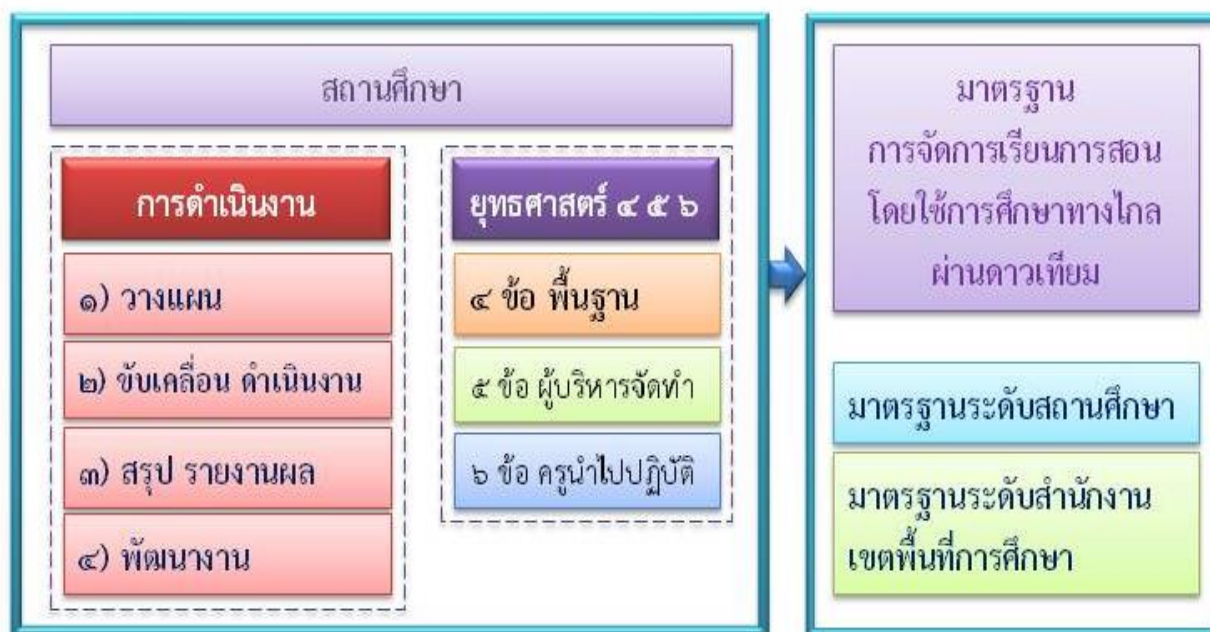 สถานศึกษา
การดำเนินงาน
๑) วางแผน
๒) ขับเคลื่อน ดำเนินงาน
๓) สรุป รายงานผล
๔) พัฒนางาน
ยุทธศาสตร์ ๔ ๕ ๖
๔ ข้อ พื้นฐาน
๕ ข้อ ผู้บริหารจัดทำ
๖ ข้อ ครูนำไปปฏิบัติ
มาตรฐาน
การจัดการเรียนการสอน
โดยใช้การศึกษาทางไกล
ผ่านดาวเทียม
มาตรฐานระดับสถานศึกษา
มาตรฐานระดับสำนักงาน
เขตพื้นที่การศึกษา